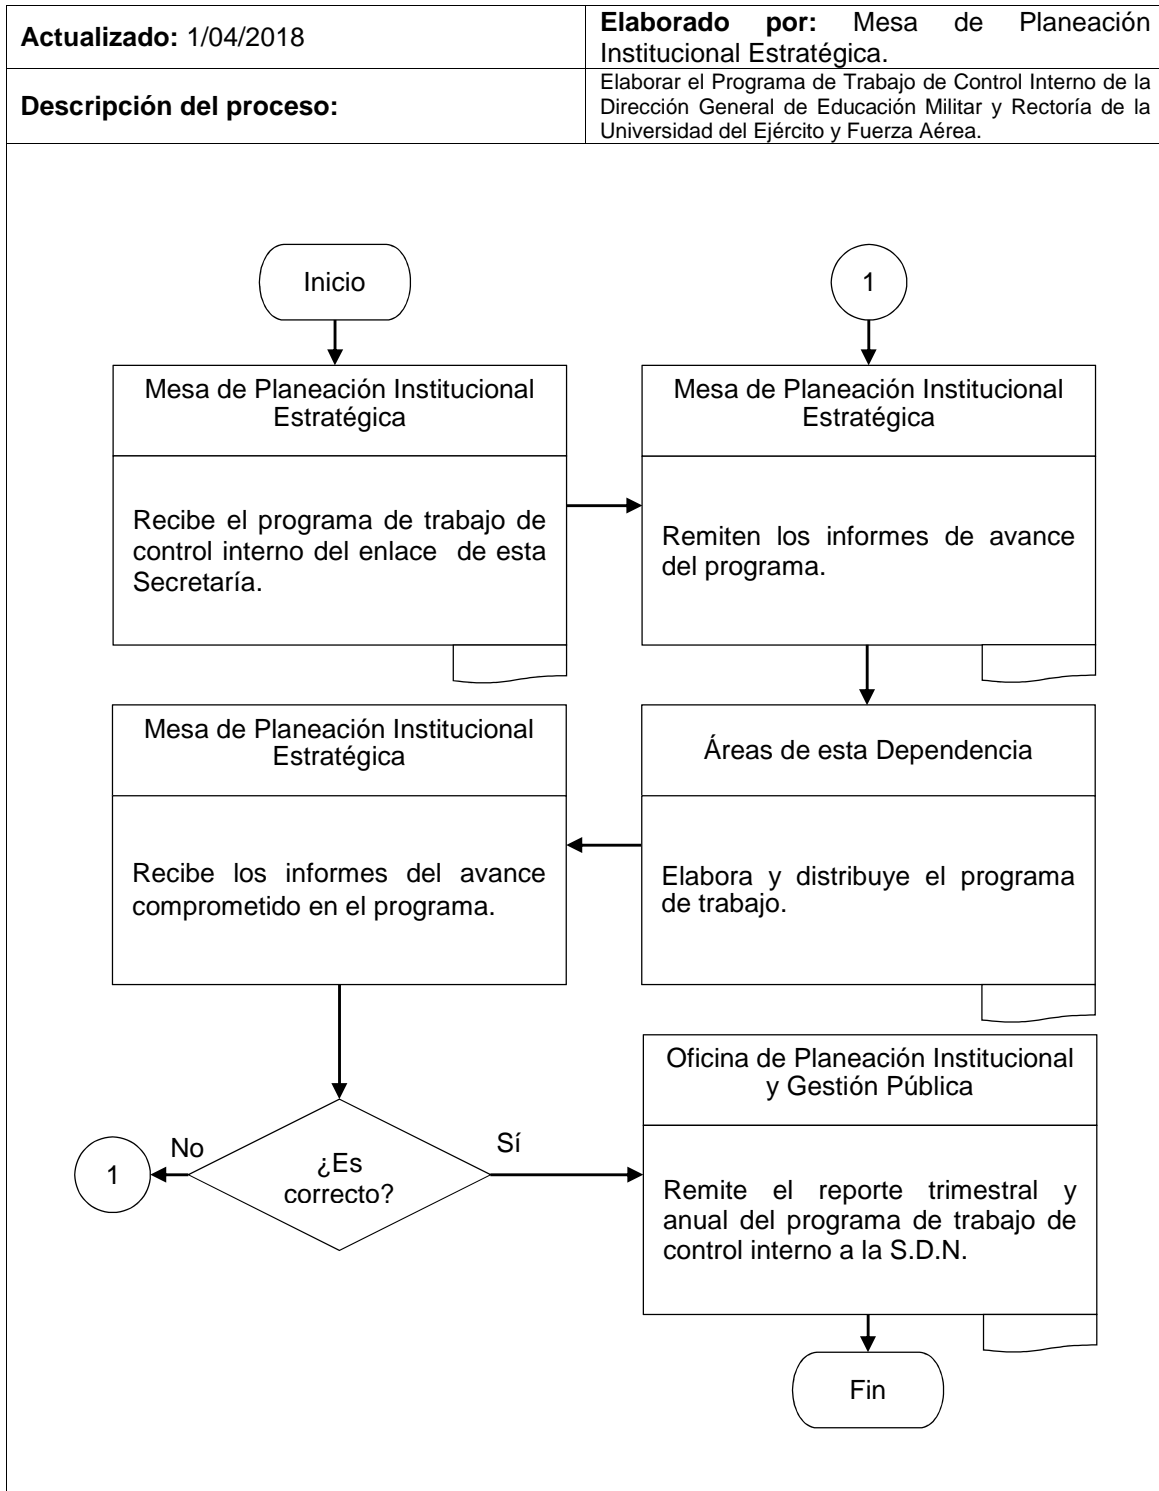 Actualizado: 1/04/2018
Elaborado por: Mesa de Planeación
Institucional Estratégica.
Descripción del proceso:
Elaborar el Programa de Trabajo de Control Interno de la
Dirección General de Educación Militar y Rectoría de la
Universidad del Ejército y Fuerza Aérea.
Inicio
1
Mesa de Planeación Institucional
Estratégica
Recibe el programa de trabajo de
control interno del enlace de esta
Secretaría.
Mesa de Planeación Institucional
Estratégica
Remiten los informes de avance
del programa.
Áreas de esta Dependencia
Elabora y distribuye el programa
de trabajo.
Mesa de Planeación Institucional
Estratégica
Recibe los informes del avance
comprometido en el programa.
¿Es
correcto?
No
1
Sí
Oficina de Planeación Institucional
y Gestión Pública
Remite el reporte trimestral y
anual del programa de trabajo de
control interno a la S.D.N.
Fin